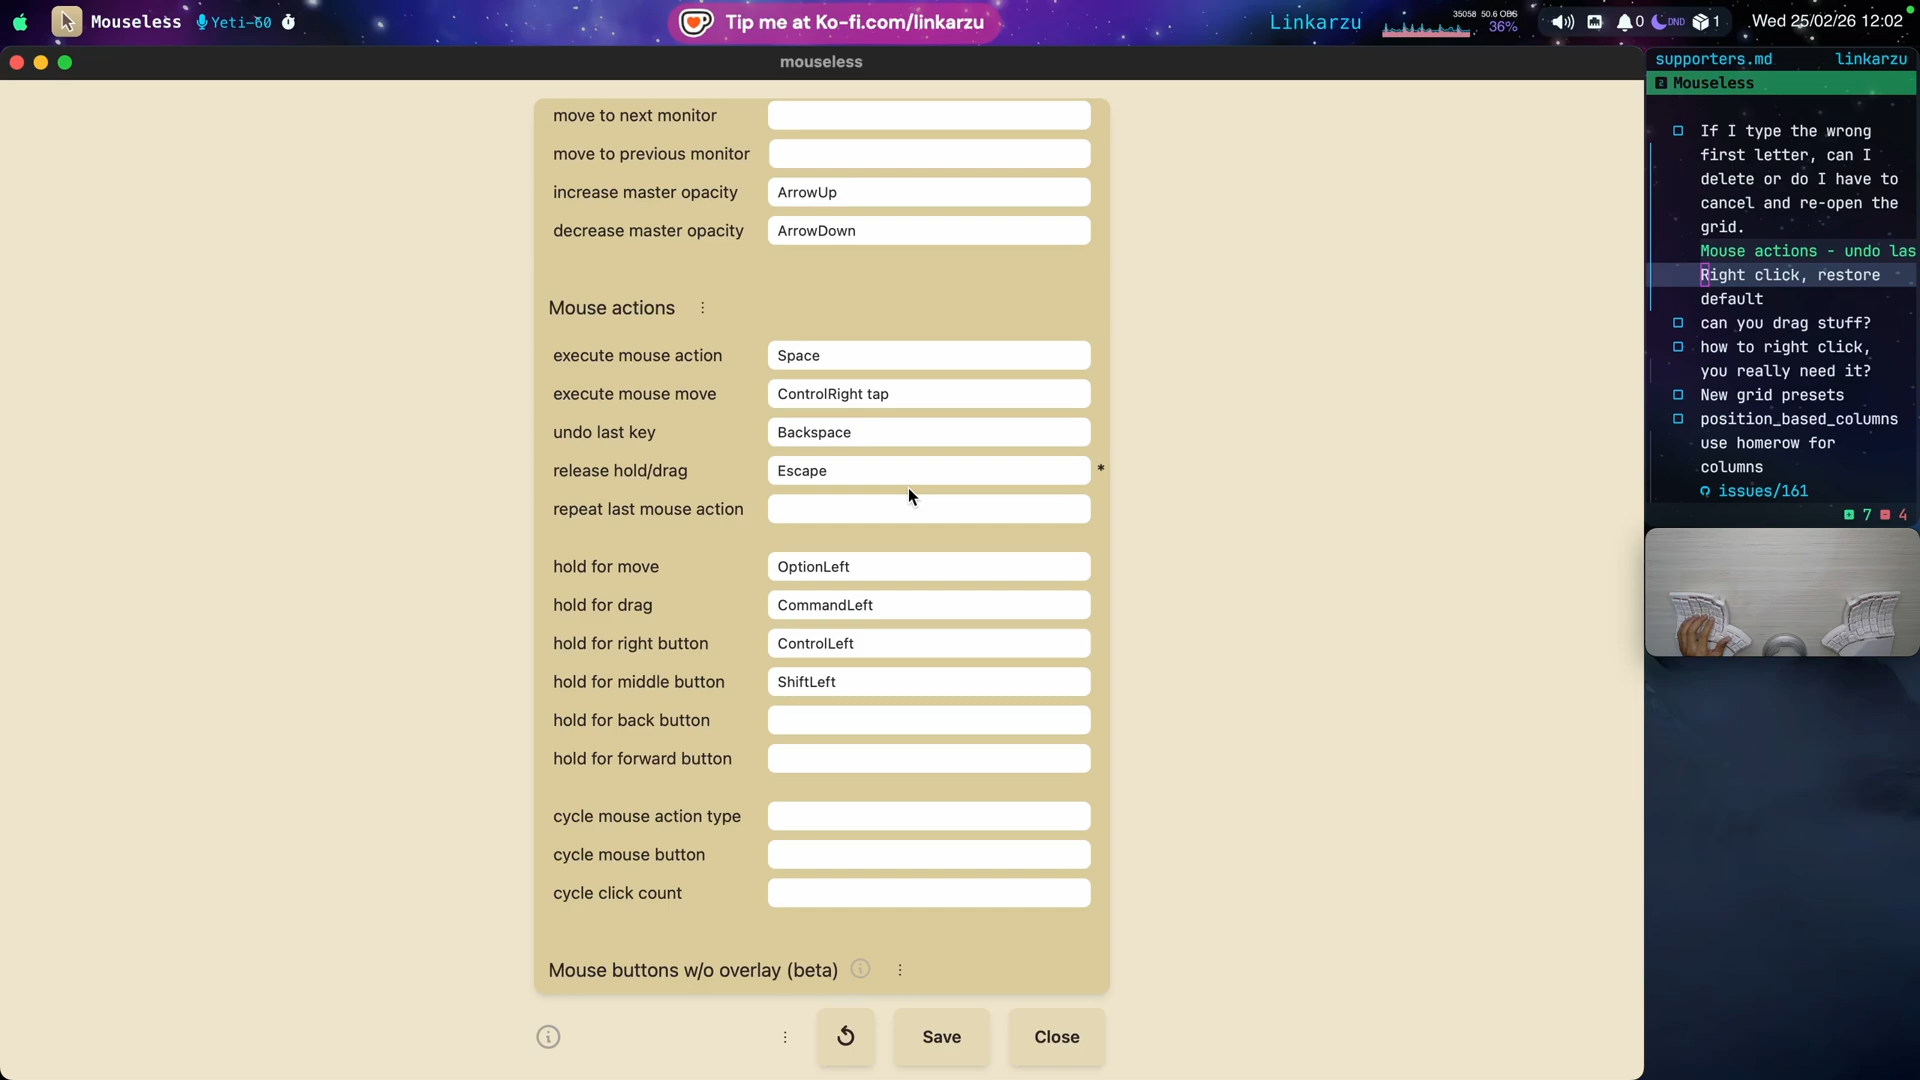 Mouseless
Yeti-60
Tip me at Ko-fi.com/linkarzu
Linkarzu
35058 50.6 OBS
36%
0
DND
1
Wed 25/02/26 12:02
mouseless
move to next monitor
move to previous monitor
increase master opacity ArrowUp
decrease master opacity ArrowDown
Mouse actions
execute mouse action Space
execute mouse move ControlRight tap
undo last key Backspace
release hold/drag Escape *
repeat last mouse action
hold for move OptionLeft
hold for drag CommandLeft
hold for right button ControlLeft
hold for middle button ShiftLeft
hold for back button
hold for forward button
cycle mouse action type
cycle mouse button
cycle click count
Mouse buttons w/o overlay (beta)
Save
Close
supporters.md linkarzu
2 Mouseless
If I type the wrong
first letter, can I
delete or do I have to
cancel and re-open the
grid.
Mouse actions - undo las
Right click, restore
default
can you drag stuff?
how to right click,
you really need it?
New grid presets
position_based_columns
use homerow for
columns
issues/161
7 4